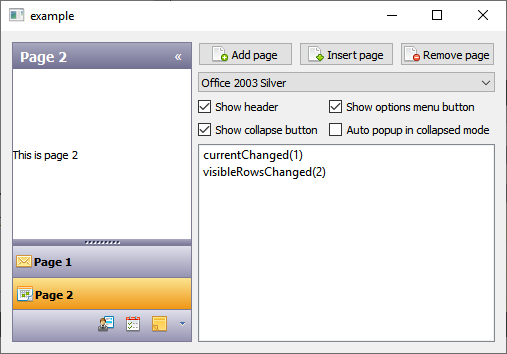 example
Page 2 «
This is page 2
Page 1
Page 2
Add page
Insert page
Remove page
Office 2003 Silver
Show header
Show options menu button
Show collapse button
Auto popup in collapsed mode
currentChanged(1)
visibleRowsChanged(2)